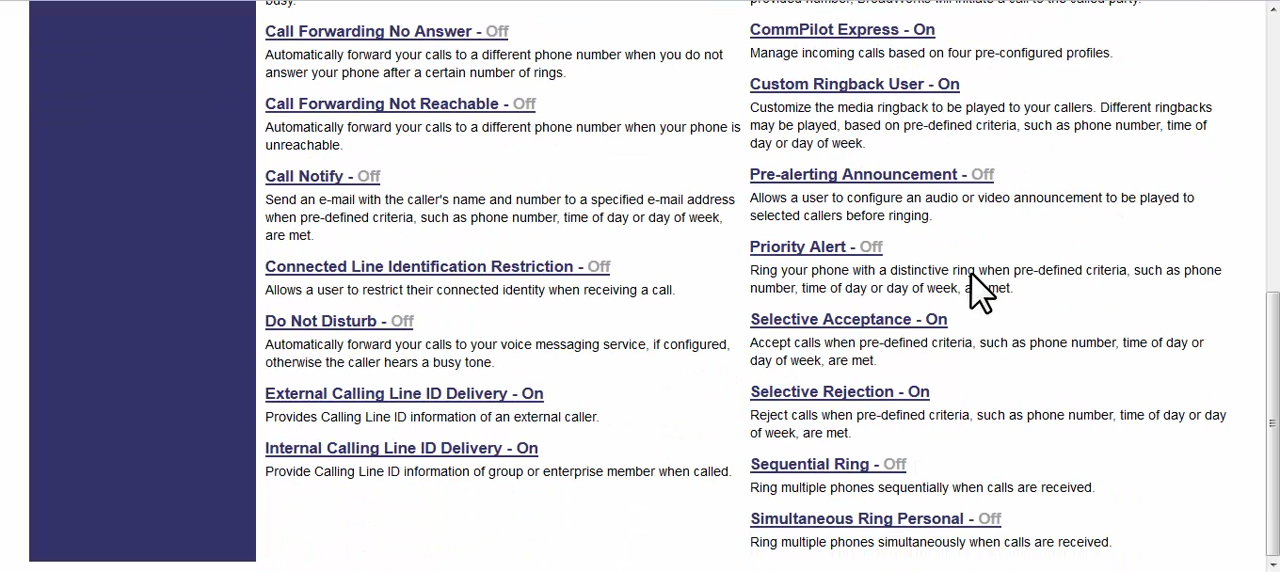 busy.
Call Forwarding No Answer - Off
Automatically forward your calls to a different phone number when you do not
answer your phone after a certain number of rings.
Call Forwarding Not Reachable - Off
Automatically forward your calls to a different phone number when your phone is
unreachable.
Call Notify - Off
Send an e-mail with the caller's name and number to a specified e-mail address
when pre-defined criteria, such as phone number, time of day or day of week,
are met.
Connected Line Identification Restriction - Off
Allows a user to restrict their connected identity when receiving a call.
Do Not Disturb - Off
Automatically forward your calls to your voice messaging service, if configured,
otherwise the caller hears a busy tone.
External Calling Line ID Delivery - On
Provides Calling Line ID information of an external caller.
Internal Calling Line ID Delivery - On
Provide Calling Line ID information of group or enterprise member when called.
provided number, BroadWorks will initiate a call to the called party.
CommPilot Express - On
Manage incoming calls based on four pre-configured profiles.
Custom Ringback User - On
Customize the media ringback to be played to your callers. Different ringbacks
may be played, based on pre-defined criteria, such as phone number, time of
day or day of week.
Pre-alerting Announcement - Off
Allows a user to configure an audio or video announcement to be played to
selected callers before ringing.
Priority Alert - Off
Ring your phone with a distinctive ring when pre-defined criteria, such as phone
number, time of day or day of week, are met.
Selective Acceptance - On
Accept calls when pre-defined criteria, such as phone number, time of day or
day of week, are met.
Selective Rejection - On
Reject calls when pre-defined criteria, such as phone number, time of day or day
of week, are met.
Sequential Ring - Off
Ring multiple phones sequentially when calls are received.
Simultaneous Ring Personal - Off
Ring multiple phones simultaneously when calls are received.